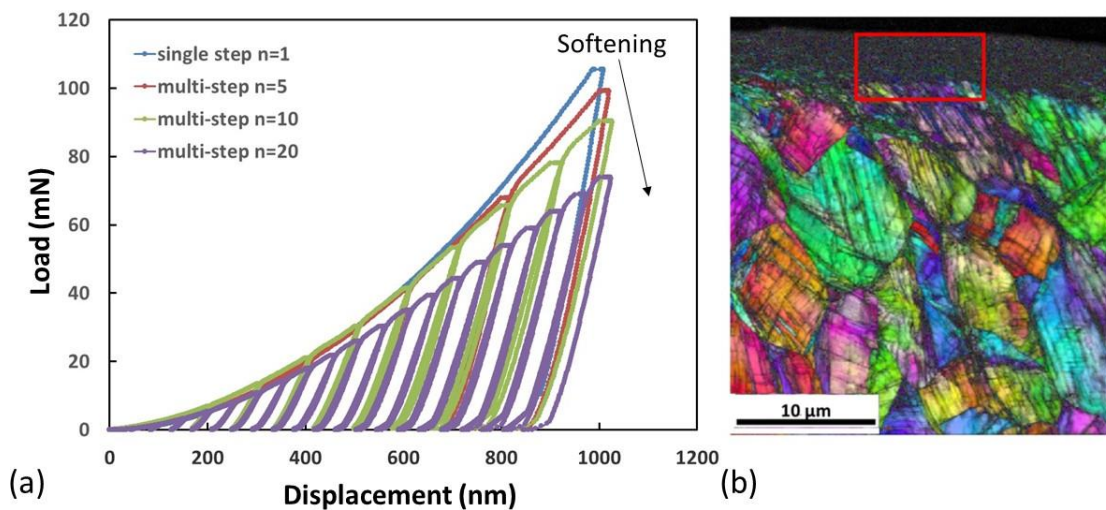 120
100
80
60
40
20
0
Load (mN)
single step n=1
multi-step n=5
multi-step n=10
multi-step n=20
Softening
0 200 400 600 800 1000 1200
Displacement (nm)
(a)
10 µm
(b)